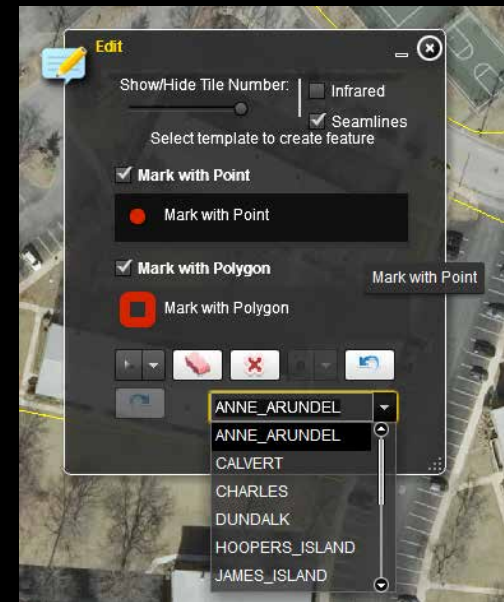 Edit
Show/Hide Tile Number:
Infrared
Seamlines
Select template to create feature
Mark with Point
Mark with Point
Mark with Polygon
Mark with Point
Mark with Polygon
ANNE_ARUNDEL
ANNE_ARUNDEL
CALVERT
CHARLES
DUNDALK
HOOPERS_ISLAND
JAMES_ISLAND